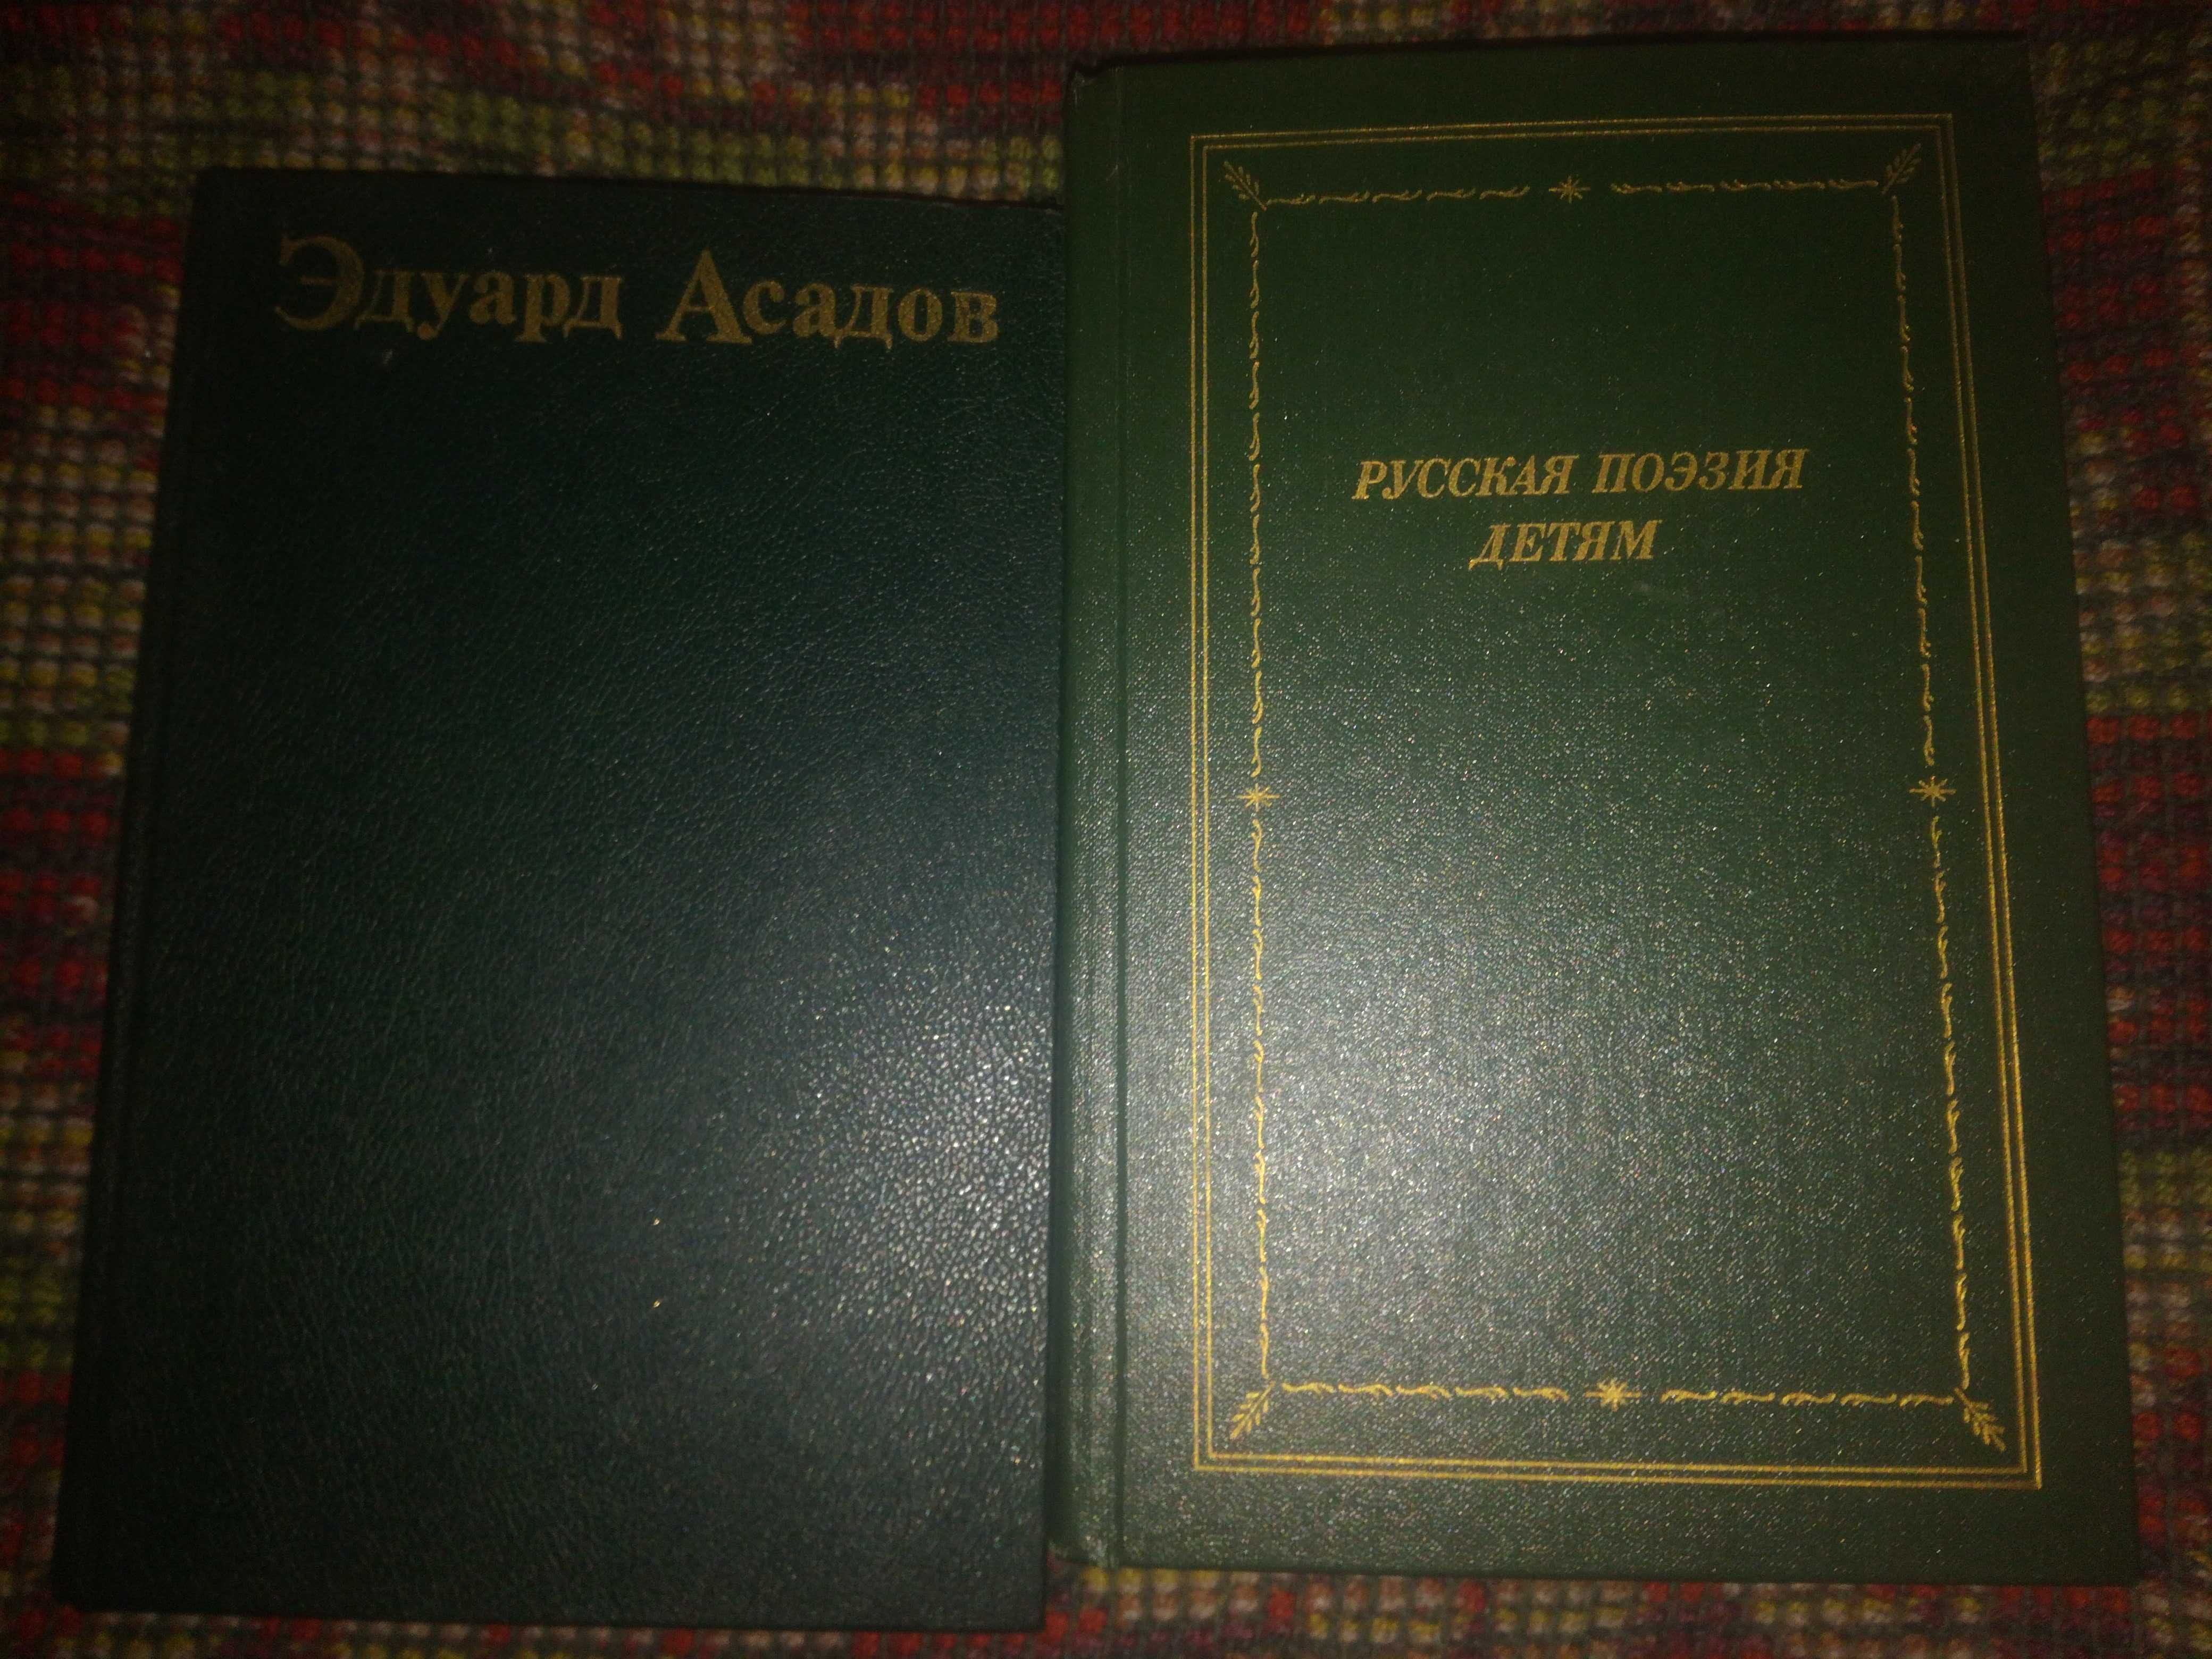 Эдуард Асадов
РУССКАЯ ПОЭЗИЯ
ДЕТЯМ